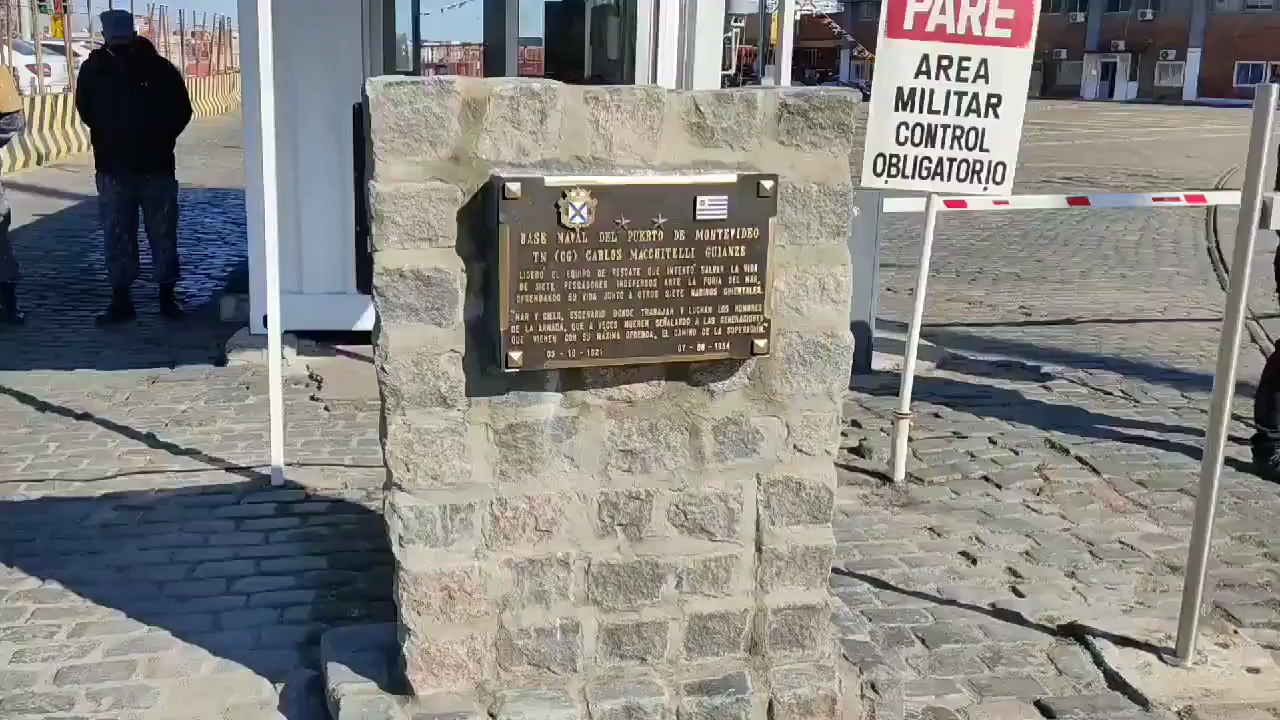 PARE
AREA
MILITAR
CONTROL
OBLIGATORIO
BASE NAVAL DEL PUERTO DE MONTEVIDEO
TN (CG) CARLOS MACCHITELLI GUIANZE
LIDERÓ EL EQUIPO DE RESCATE QUE INTENTÓ SALVAR LA VIDA
DE SIETE PESCADORES INMERSOS ANTE LA FURIA DEL MAR,
OFRENDANDO SU VIDA JUNTO A OTROS SIETE MARINOS ORIENTALES.
"MAR Y CIELO, ESCENARIO DONDE TRABAJAN Y LUCHAN LOS HOMBRES
DE LA ARMADA, QUE A VECES MUEREN SEÑALANDO A LAS GENERACIONES
QUE VIENEN CON SU MÁXIMA OFRENDA, EL CAMINO DE LA SUPERACIÓN."
03 - 10 - 1921 07 - 08 - 1954